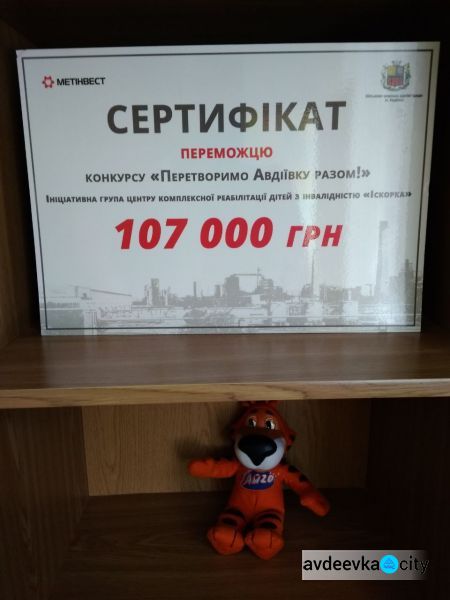 МЕТІНВЕСТ
СЕРТИФІКАТ
ПЕРЕМОЖЦЮ
КОНКУРСУ «ПЕРЕТВОРИМО АВДІЇВКУ РАЗОМ!»
ІНІЦІАТИВНА ГРУПА ЦЕНТРУ КОМПЛЕКСНОЇ РЕАБІЛІТАЦІЇ ДІТЕЙ З ІНВАЛІДНІСТЮ «ІСКОРКА»
107 000 ГРН
avdeevka city